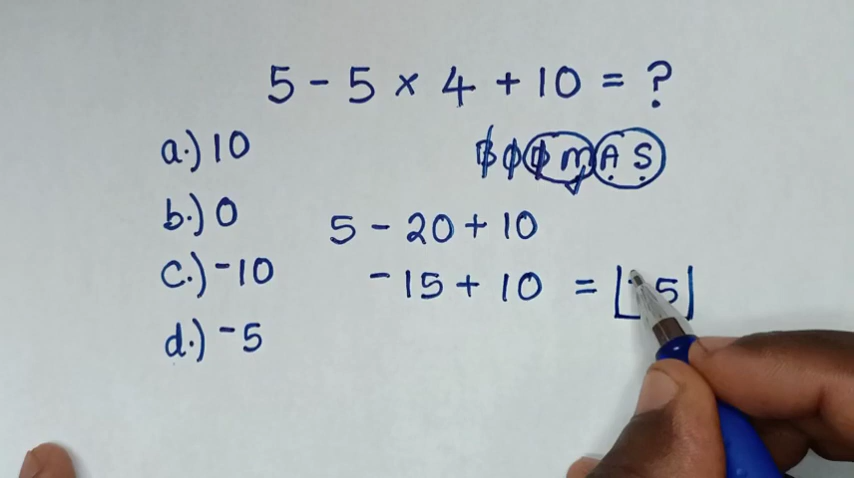 5 - 5 × 4 + 10 = ?
a.) 10
BODMAS
b.) 0
5 - 20 + 10
c.) -10
-15 + 10 = -5
d.) -5